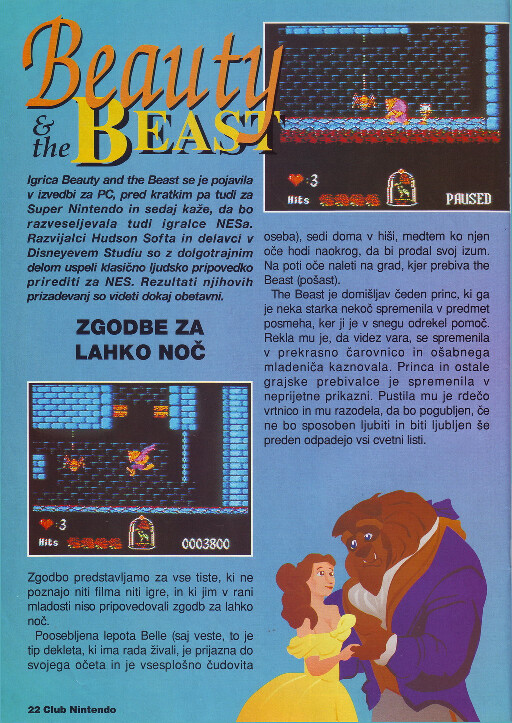 Beauty
& the BEAST
Igrica Beauty and the Beast se je pojavila
v izvedbi za PC, pred kratkim pa tudi za
Super Nintendo in sedaj kaže, da bo
razveseljevala tudi igralce NESa.
Razvijalci Hudson Softa in delavci v
Disneyevem Studiu so z dolgotrajnim
delom uspeli klasično ljudsko pripovedko
prirediti za NES. Rezultati njihovih
prizadevanj so videti dokaj obetavni.
ZGODBE ZA
LAHKO NOČ
:3
Hits
0003800
Zgodbo predstavljamo za vse tiste, ki ne
poznajo niti filma niti igre, in ki jim v rani
mladosti niso pripovedovali zgodb za lahko
noč.
Poosebljena lepota Belle (saj veste, to je
tip dekleta, ki ima rada živali, je prijazna do
svojega očeta in je vsesplošno čudovita
:3
Hits
PAUSED
oseba), sedi doma v hiši, medtem ko njen
oče hodi naokrog, da bi prodal svoj izum.
Na poti oče naleti na grad, kjer prebiva the
Beast (pošast).
The Beast je domišljav čeden princ, ki ga
je neka starka nekoč spremenila v predmet
posmeha, ker ji je v snegu odrekel pomoč.
Rekla mu je, da videz vara, se spremenila
v prekrasno čarovnico in ošabnega
mladeniča kaznovala. Princa in ostale
grajske prebivalce je spremenila v
neprijetne prikazni. Pustila mu je rdečo
vrtnico in mu razodela, da bo pogubljen, če
ne bo sposoben ljubiti in biti ljubljen še
preden odpadejo vsi cvetni listi.
22 Club Nintendo